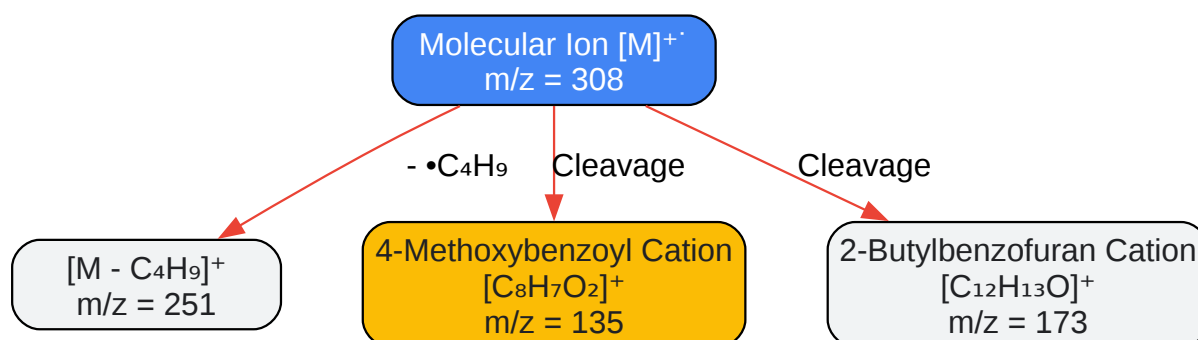 Molecular Ion [M]⁺˙
m/z = 308
- •C₄H₉
Cleavage
Cleavage
[M - C₄H₉]⁺
m/z = 251
4-Methoxybenzoyl Cation
[C₈H₇O₂]⁺
m/z = 135
2-Butylbenzofuran Cation
[C₁₂H₁₃O]⁺
m/z = 173